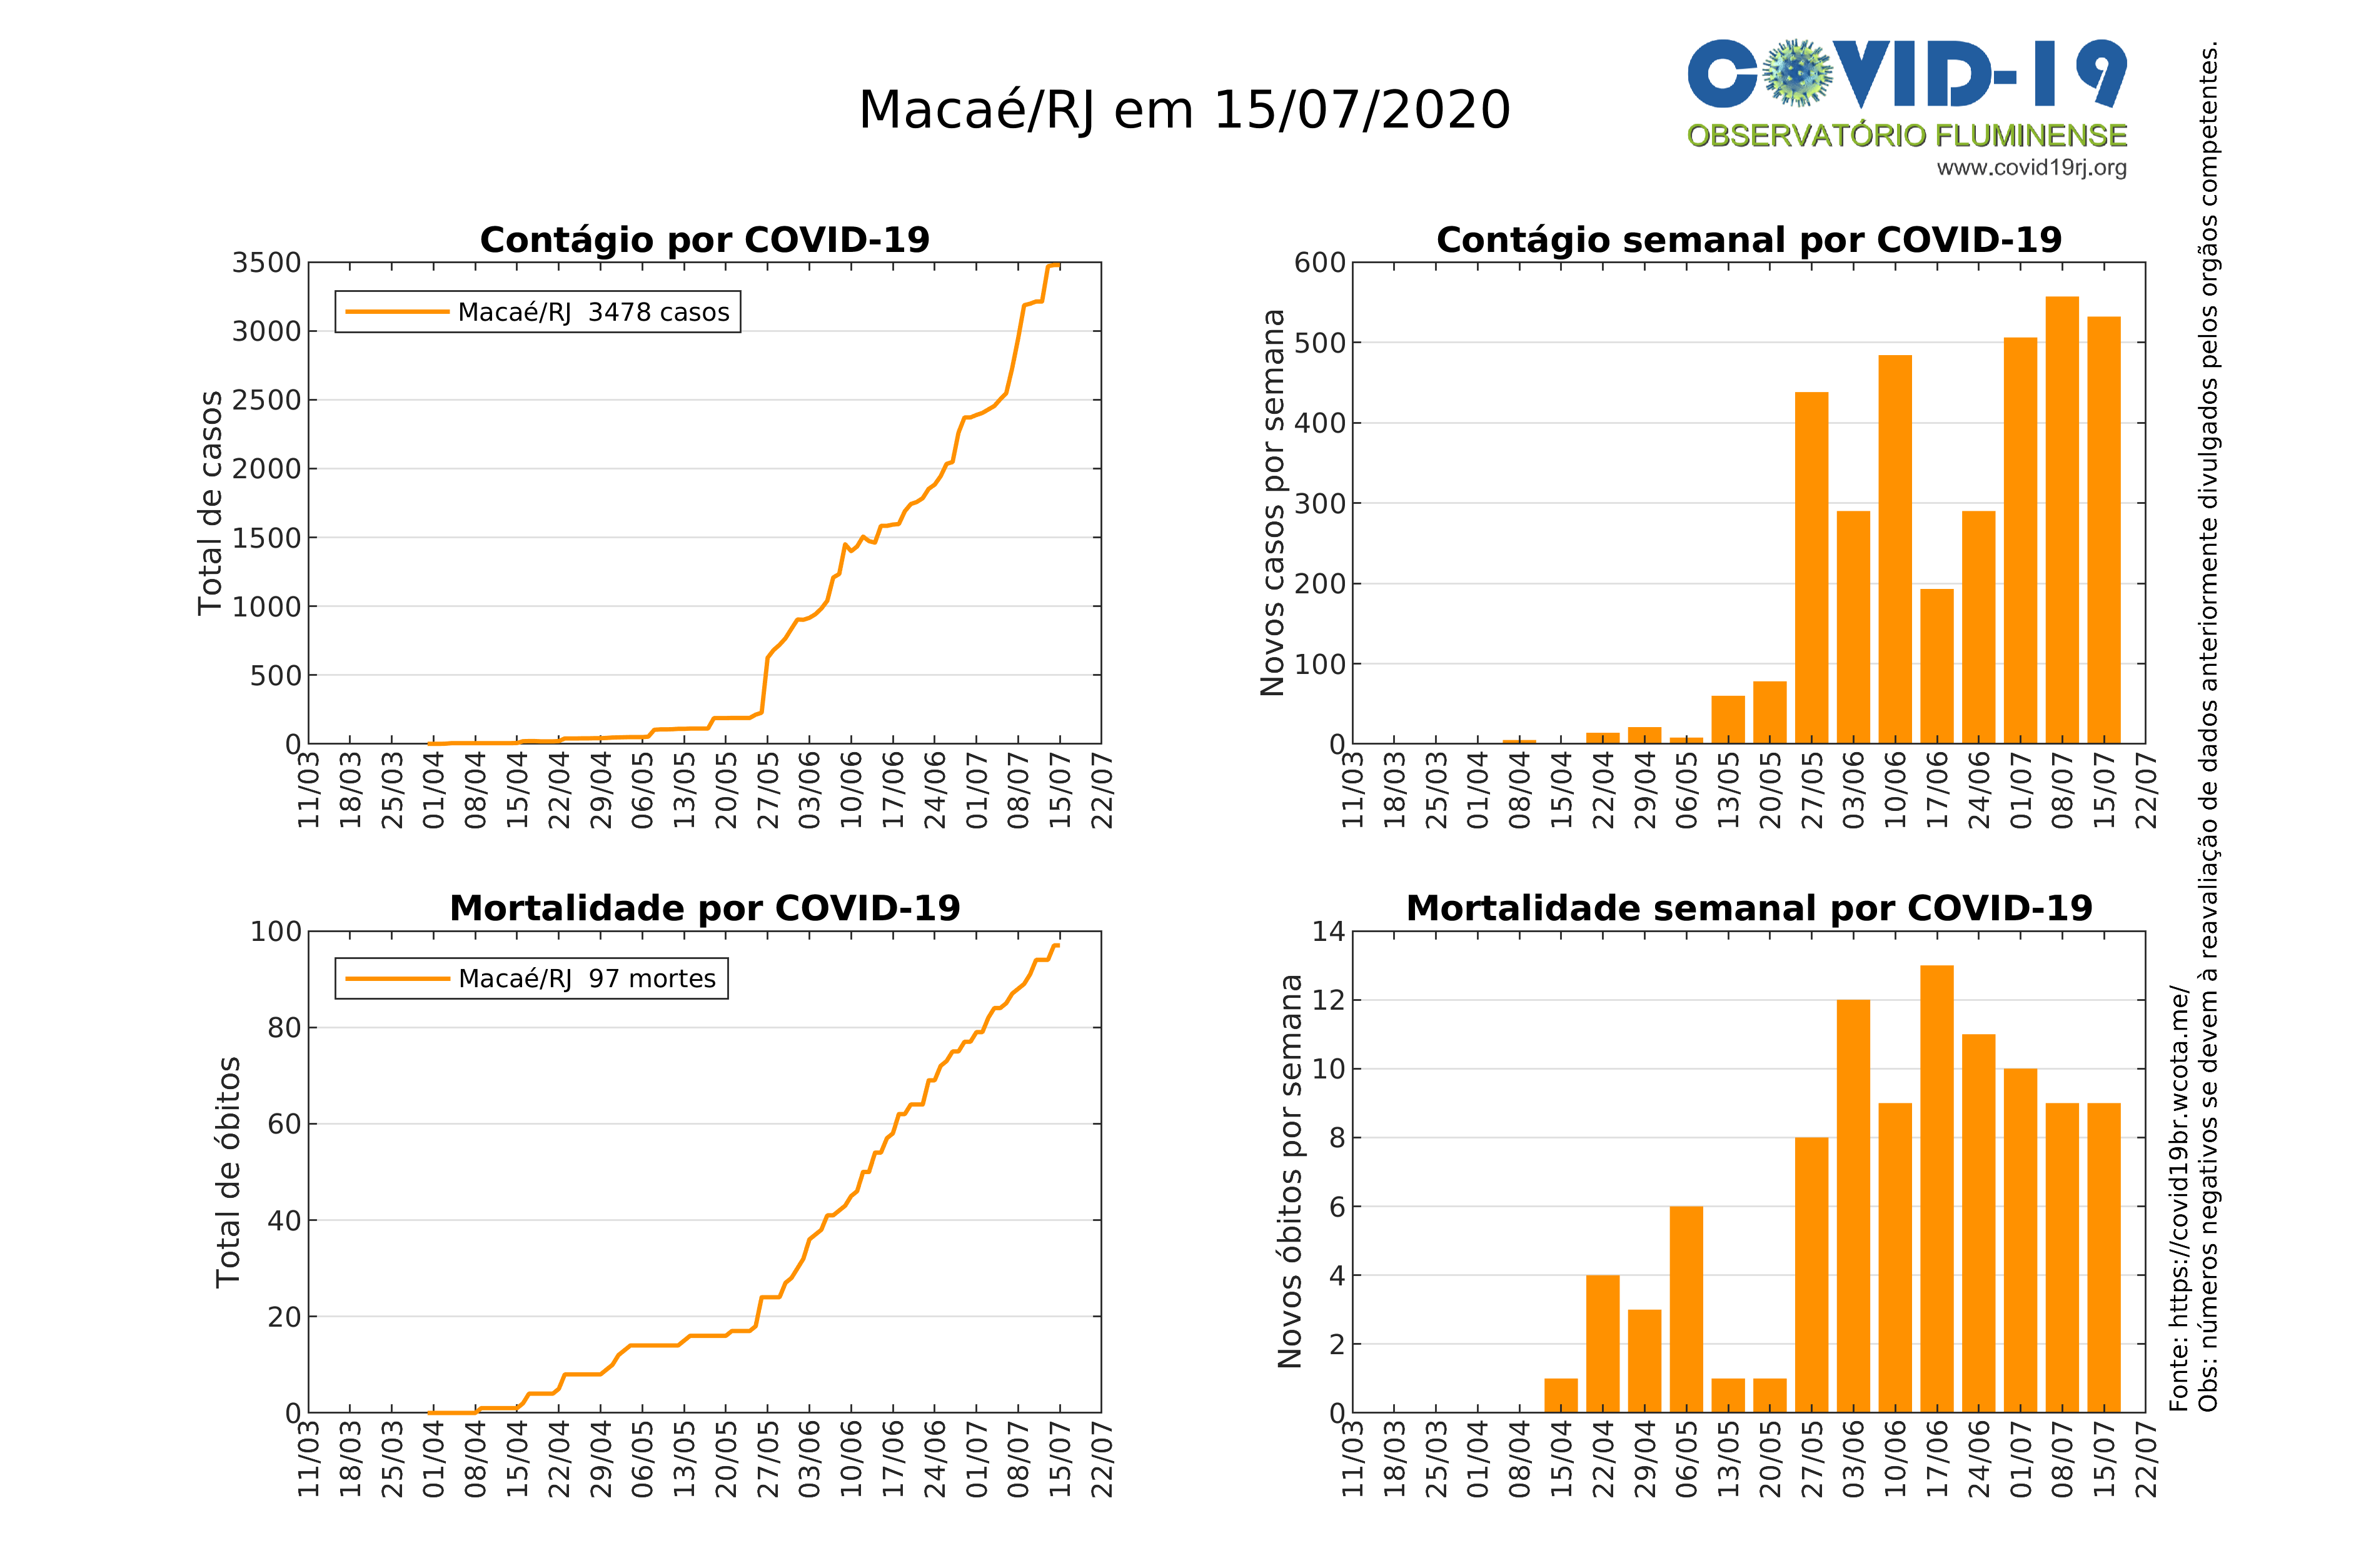 Macaé/RJ em 15/07/2020
COVID-19
OBSERVATÓRIO FLUMINENSE
www.covid19rj.org
Contágio por COVID-19
Total de casos
3500
3000
2500
2000
1500
1000
500
0
Macaé/RJ 3478 casos
11/03 18/03 25/03 01/04 08/04 15/04 22/04 29/04 06/05 13/05 20/05 27/05 03/06 10/06 17/06 24/06 01/07 08/07 15/07 22/07
Contágio semanal por COVID-19
Novos casos por semana
600
500
400
300
200
100
0
11/03 18/03 25/03 01/04 08/04 15/04 22/04 29/04 06/05 13/05 20/05 27/05 03/06 10/06 17/06 24/06 01/07 08/07 15/07 22/07
Mortalidade por COVID-19
Total de óbitos
100
80
60
40
20
0
Macaé/RJ 97 mortes
11/03 18/03 25/03 01/04 08/04 15/04 22/04 29/04 06/05 13/05 20/05 27/05 03/06 10/06 17/06 24/06 01/07 08/07 15/07 22/07
Mortalidade semanal por COVID-19
Novos óbitos por semana
14
12
10
8
6
4
2
0
11/03 18/03 25/03 01/04 08/04 15/04 22/04 29/04 06/05 13/05 20/05 27/05 03/06 10/06 17/06 24/06 01/07 08/07 15/07 22/07
Fonte: https://covid19br.wcota.me/
Obs: números negativos se devem à reavaliação de dados anteriormente divulgados pelos orgãos competentes.